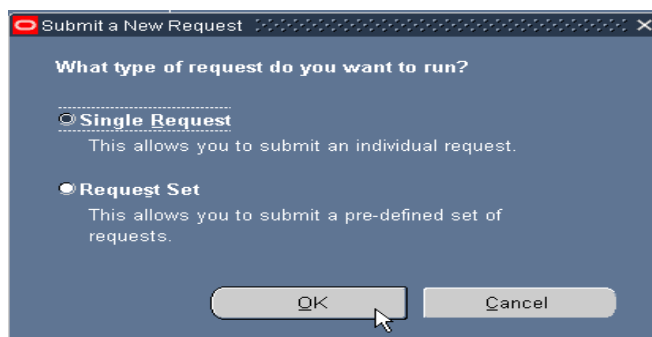 Submit a New Request
What type of request do you want to run?
Single Request
This allows you to submit an individual request.
Request Set
This allows you to submit a pre-defined set of
requests.
OK
Cancel